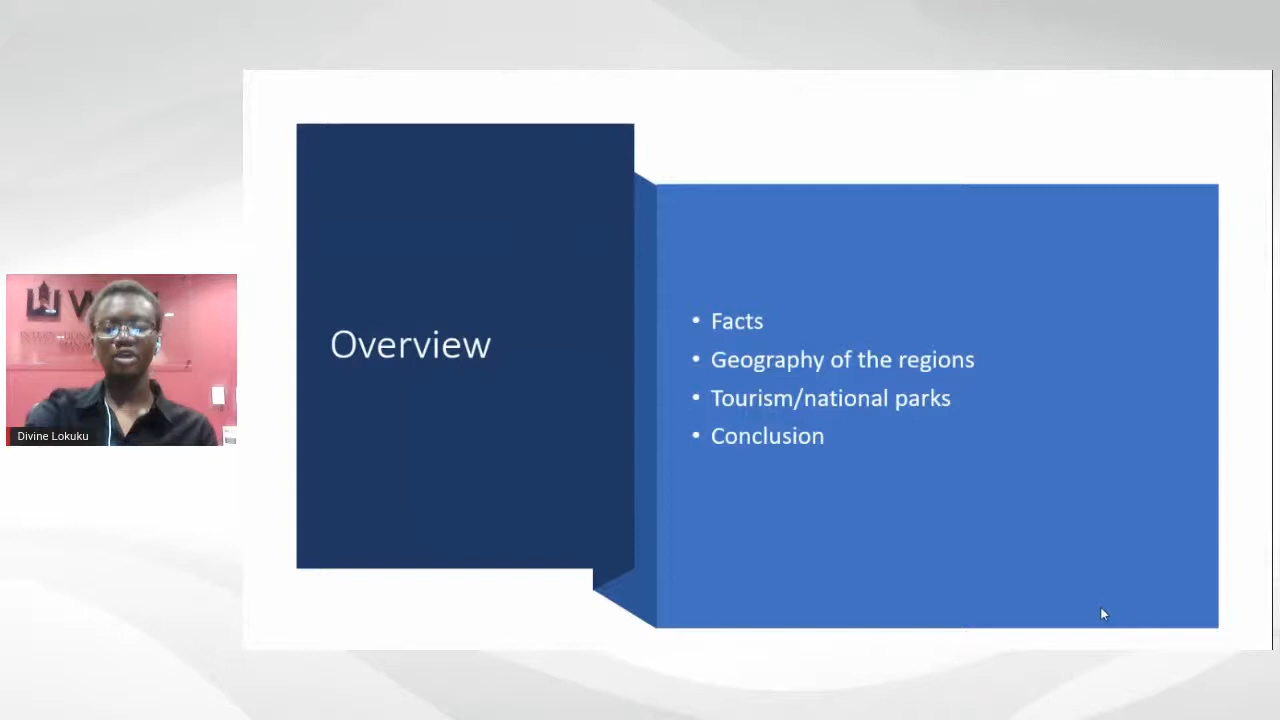 Overview
• Facts
• Geography of the regions
• Tourism/national parks
• Conclusion
Divine Lokuku